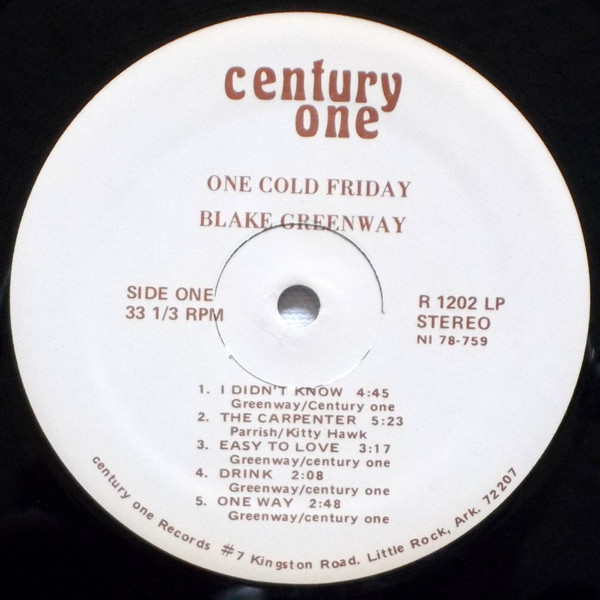 century
one
ONE COLD FRIDAY
BLAKE GREENWAY
SIDE ONE
33 1/3 RPM
R 1202 LP
STEREO
NI 78-759
1. I DIDN'T KNOW 4:45
Greenway/Century one
2. THE CARPENTER 5:23
Parrish/Kitty Hawk
3. EASY TO LOVE 3:17
Greenway/century one
4. DRINK 2:08
Greenway/century one
5. ONE WAY 2:48
Greenway/century one
century one Records #7 Kingston Road. Little Rock, Ark. 72207